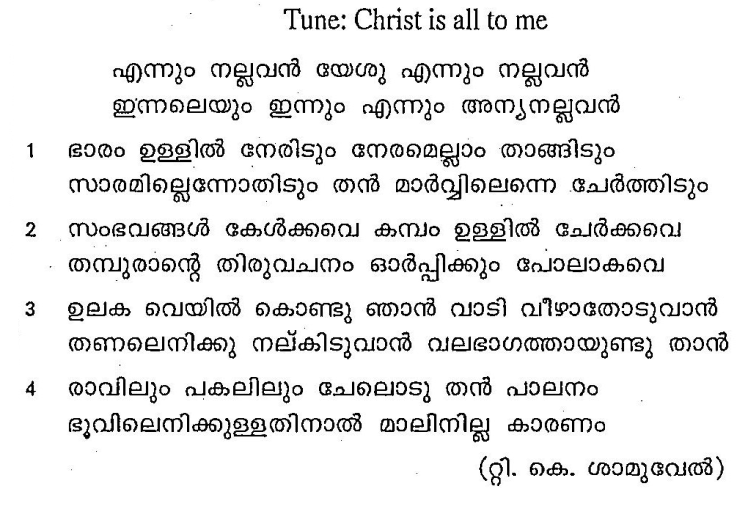 Tune: Christ is all to me
എന്നും നല്ലവൻ യേശു എന്നും നല്ലവൻ
ഇന്നലെയും ഇന്നും എന്നും അന്യനല്ലവൻ
1 ഭാരം ഉള്ളിൽ നേരിടും നേരമെല്ലാം താങ്ങിടും
സാരമില്ലെന്നോതിടും തൻ മാർവ്വിലെന്നെ ചേർത്തിടും
2 സംഭവങ്ങൾ കേൾക്കവെ കമ്പം ഉള്ളിൽ ചേർക്കവെ
തമ്പുരാന്റെ തിരുവചനം ഓർപ്പിക്കും പോലാകവെ
3 ഉലക വെയിൽ കൊണ്ടു ഞാൻ വാടി വീഴാതോടുവാൻ
തണലെനിക്കു നല്കിടുവാൻ വലഭാഗത്തായുണ്ടു താൻ
4 രാവിലും പകലിലും ചേലൊടു തൻ പാലനം
ഭൂവിലെനിക്കുള്ളതിനാൽ മാലിനില്ല കാരണം
(റ്റി. കെ. ശാമുവേൽ)